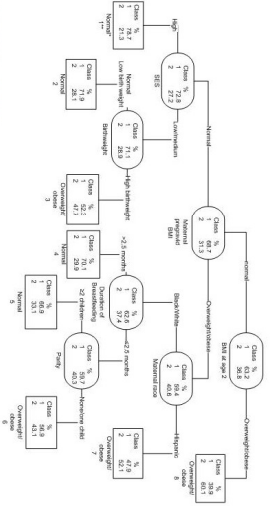 Class %
1 63.2
2 36.8
BMI at age 2
normal
Overweight/obese
Class %
1 68.7
2 31.3
Maternal
pregravid
BMI
Class %
1 39.9
2 60.1
Overweight/
obese
8
Normal
Overweight/obese
Class %
1 72.8
2 27.2
SES
Class %
1 59.4
2 40.6
Maternal race
High
Low/medium
Black/White
Hispanic
Class %
1 78.7
2 21.3
Normal*
1**
Class %
1 71.1
2 28.9
Birthweight
Class %
1 62.6
2 37.4
Duration of
Breastfeeding
Class %
1 47.9
2 52.1
Overweight/
obese
7
Normal
Low birth weight
High birthweight
>2.5 months
<2.5 months
Class %
1 71.9
2 28.1
Normal
2
Class %
1
2
Overweight/
obese
3
Class %
1 70.1
2 29.9
Normal
4
Class %
1 59.7
2 40.3
Parity
≥2 children
None/one child
Class %
1 66.9
2 33.1
Normal
5
Class %
1 56.9
2 43.1
Overweight/
obese
6